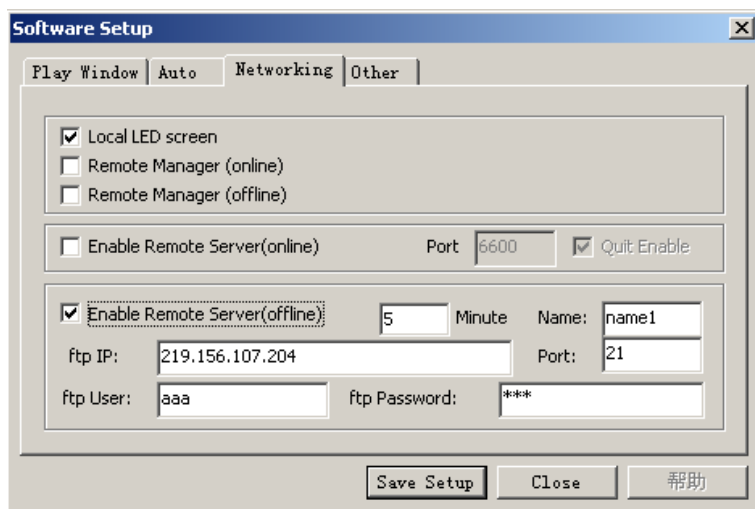 Software Setup
Play Window Auto Networking Other
Local LED screen
Remote Manager (online)
Remote Manager (offline)
Enable Remote Server(online) Port 6600 Quit Enable
Enable Remote Server(offline) 5 Minute Name: name1
ftp IP: 219.156.107.204 Port: 21
ftp User: aaa ftp Password: ***
Save Setup Close 帮助